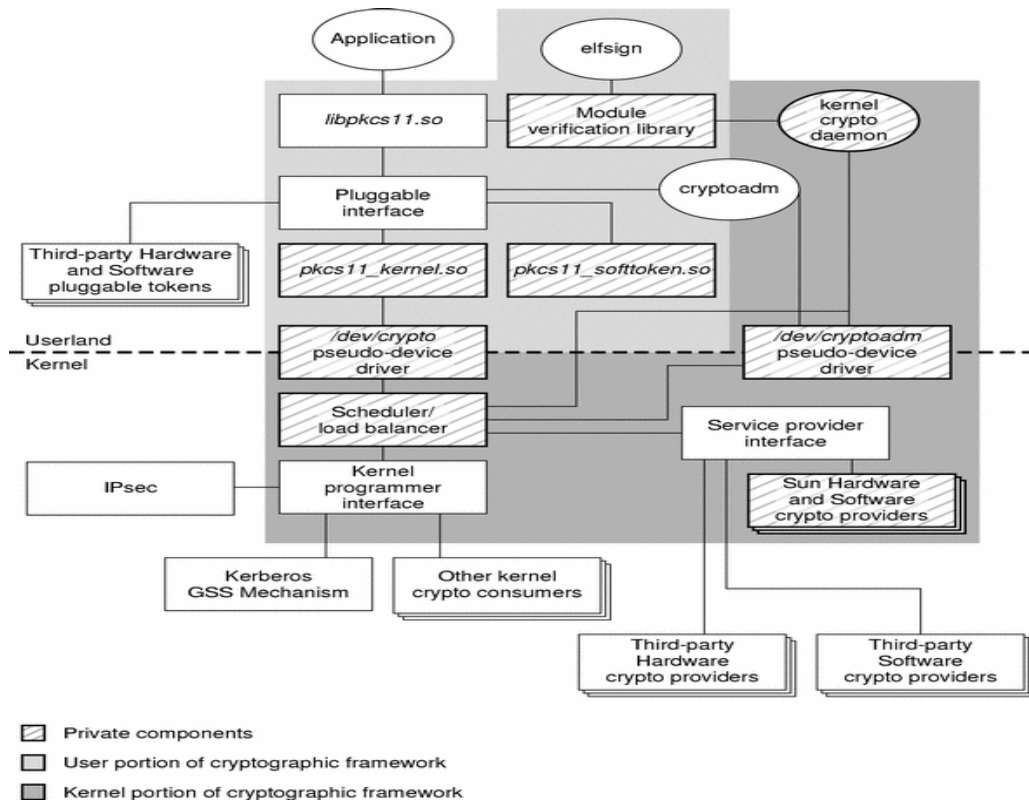 Application
elfsign
libpkcs11.so
Module
verification library
kernel
crypto
daemon
Pluggable
interface
cryptoadm
Third-party Hardware
and Software
pluggable tokens
pkcs11_kernel.so
pkcs11_softtoken.so
Userland
Kernel
/dev/crypto
pseudo-device
driver
/dev/cryptoadm
pseudo-device
driver
Scheduler/
load balancer
Service provider
interface
IPsec
Kernel
programmer
interface
Sun Hardware
and Software
crypto providers
Kerberos
GSS Mechanism
Other kernel
crypto consumers
Third-party
Hardware
crypto providers
Third-party
Software
crypto providers
Private components
User portion of cryptographic framework
Kernel portion of cryptographic framework